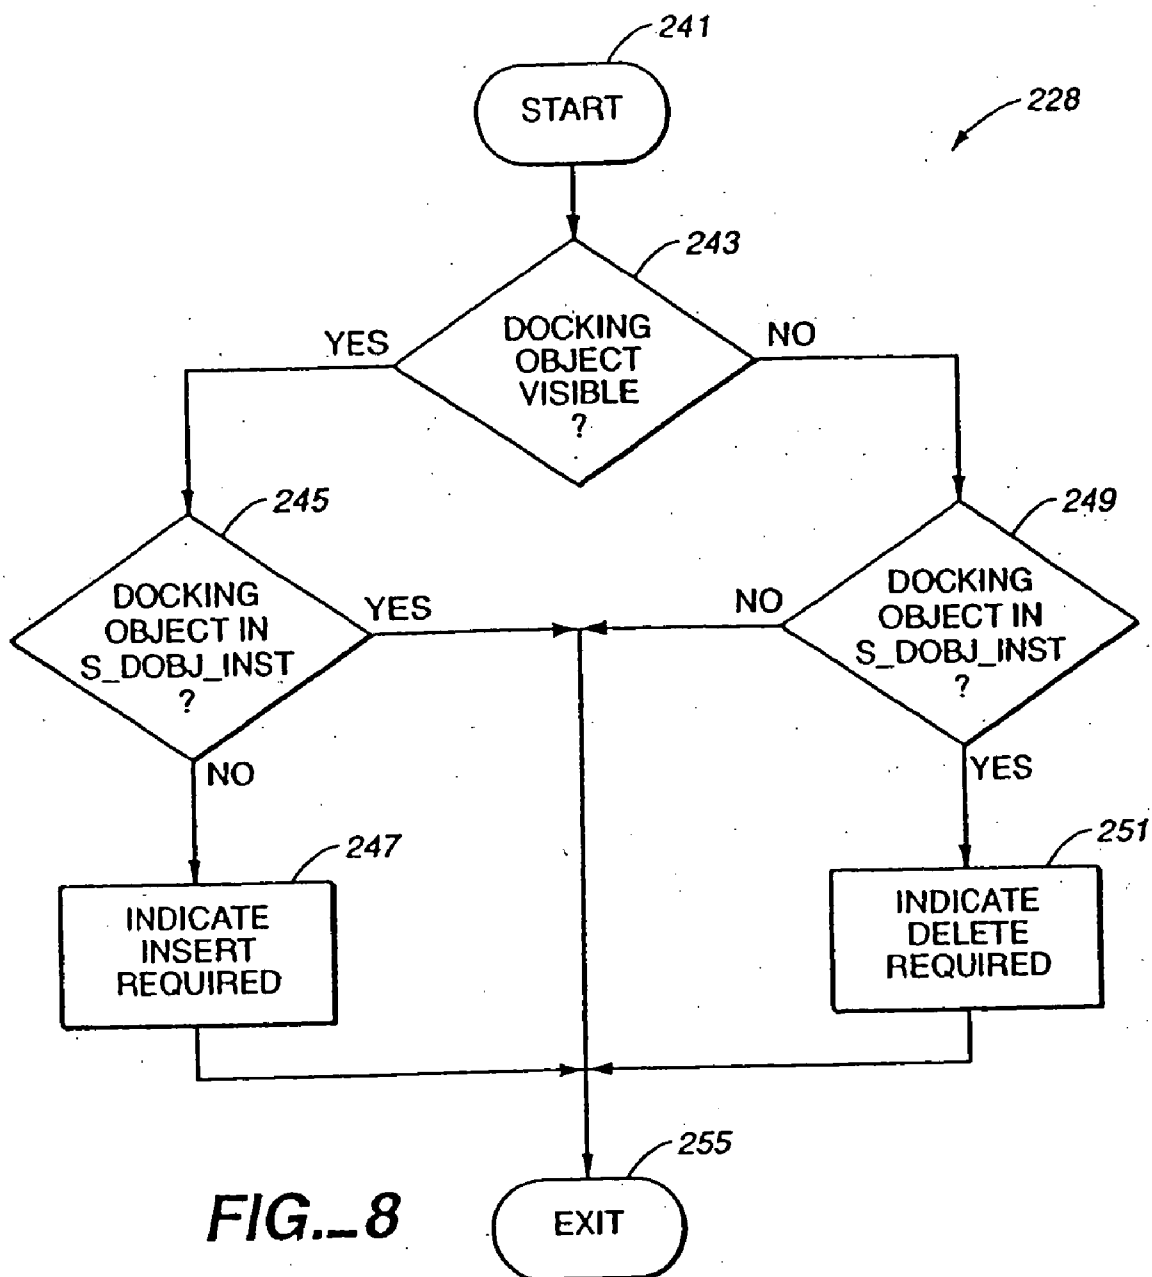 241
START
228
243
DOCKING
OBJECT
VISIBLE
?
YES
NO
245
DOCKING
OBJECT IN
S_DOBJ_INST
?
YES
NO
249
DOCKING
OBJECT IN
S_DOBJ_INST
?
NO
YES
247
INDICATE
INSERT
REQUIRED
251
INDICATE
DELETE
REQUIRED
255
EXIT
FIG._8